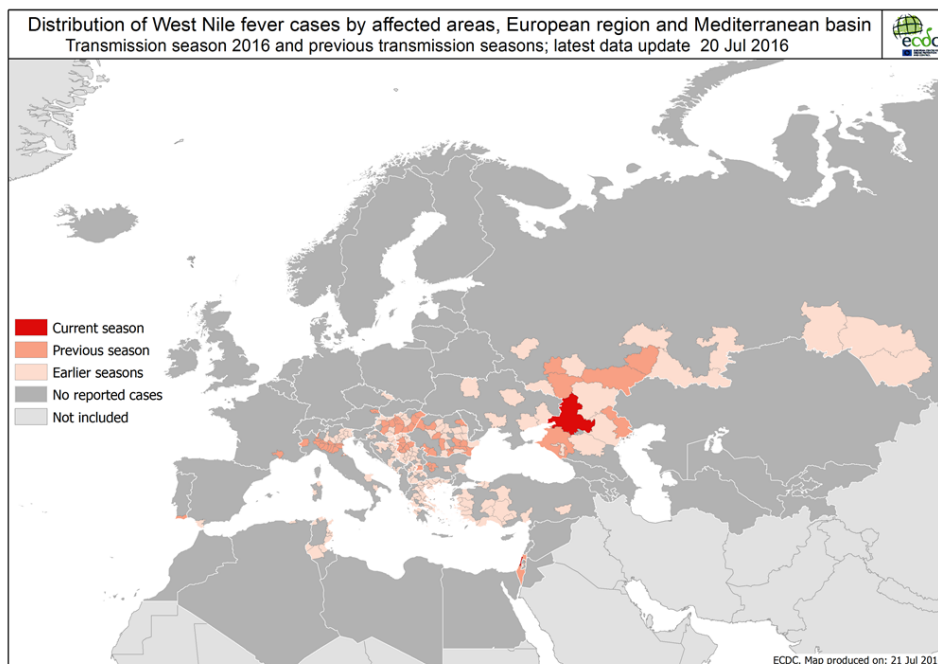 Distribution of West Nile fever cases by affected areas, European region and Mediterranean basin
Transmission season 2016 and previous transmission seasons; latest data update 20 Jul 2016
ecdc
Current season
Previous season
Earlier seasons
No reported cases
Not included
ECDC. Map produced on: 21 Jul 201